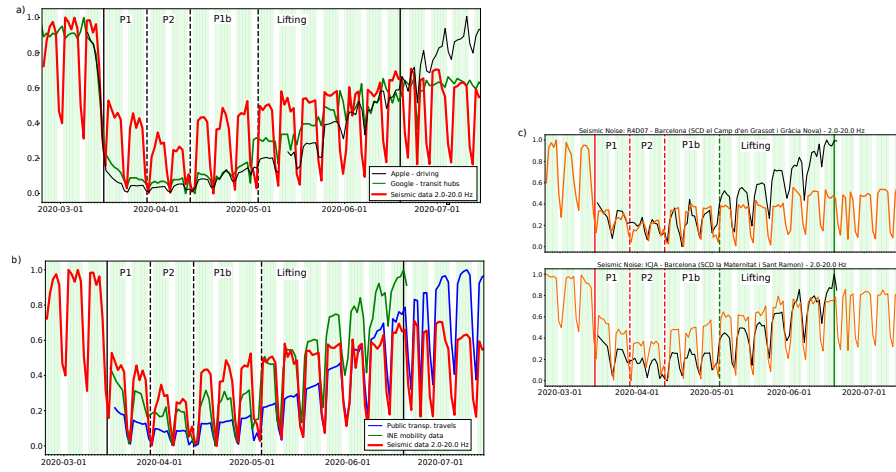 a)
P1 P2 P1b Lifting
1.0
0.8
0.6
0.4
0.2
0.0
Apple - driving
Google - transit hubs
Seismic data 2.0-20.0 Hz
2020-03-01 2020-04-01 2020-05-01 2020-06-01 2020-07-01
b)
P1 P2 P1b Lifting
1.0
0.8
0.6
0.4
0.2
0.0
Public transp. travels
INE mobility data
Seismic data 2.0-20.0 Hz
2020-03-01 2020-04-01 2020-05-01 2020-06-01 2020-07-01
c)
Seismic Noise: R4D07 - Barcelona (SCD el Camp d'en Grassot i Gràcia Nova) - 2.0-20.0 Hz
P1 P2 P1b Lifting
1.0
0.8
0.6
0.4
0.2
0.0
Seismic Noise: ICJA - Barcelona (SCD la Maternitat i Sant Ramon) - 2.0-20.0 Hz
P1 P2 P1b Lifting
1.0
0.8
0.6
0.4
0.2
0.0
2020-03-01 2020-04-01 2020-05-01 2020-06-01 2020-07-01